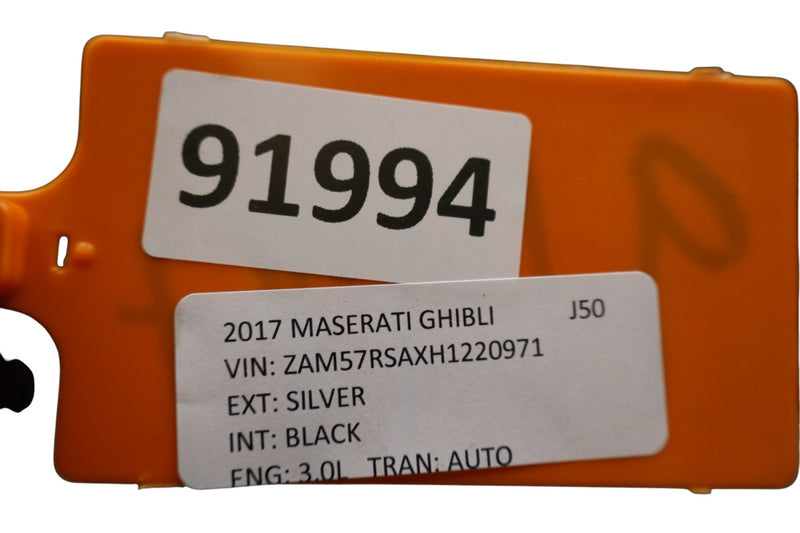 91994
2017 MASERATI GHIBLI J50
VIN: ZAM57RSAXH1220971
EXT: SILVER
INT: BLACK
ENG: 3.0L TRAN: AUTO